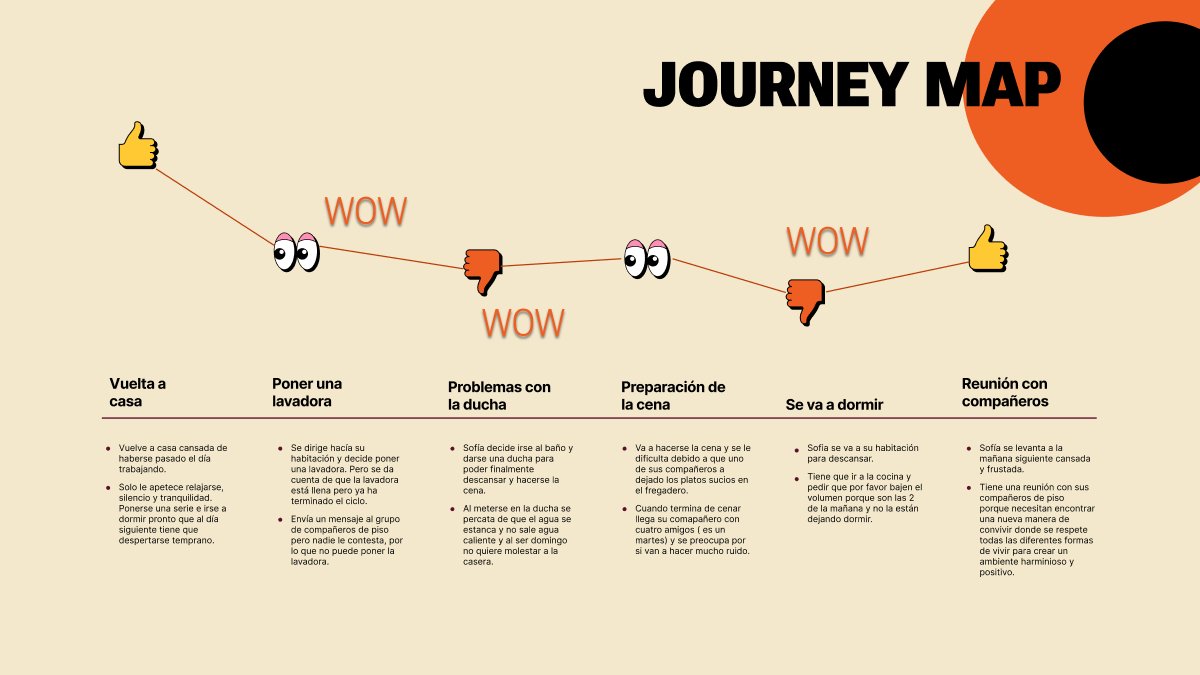 JOURNEY MAP
WOW
WOW
WOW
Vuelta a
casa
Vuelve a casa cansada de
haberse pasado el día
trabajando.
Solo le apetece relajarse,
silencio y tranquilidad.
Ponerse una serie e irse a
dormir pronto que al día
siguiente tiene que
despertarse temprano.
Poner una
lavadora
Se dirige hacía su
habitación y decide poner
una lavadora. Pero se da
cuenta de que la lavadora
está llena pero ya ha
terminado el ciclo.
Envía un mensaje al grupo
de compañeros de piso
pero nadie le contesta, por
lo que no puede poner la
lavadora.
Problemas con
la ducha
Sofía decide irse al baño y
darse una ducha para
poder finalmente
descansar y hacerse la
cena.
Al meterse en la ducha se
percata de que el agua se
estanca y no sale agua
caliente y al ser domingo
no quiere molestar a la
casera.
Preparación de
la cena
Va a hacerse la cena y se le
dificulta debido a que uno
de sus compañeros a
dejado los platos sucios en
el fregadero.
Cuando termina de cenar
llega su comapañero con
cuatro amigos ( es un
martes) y se preocupa por
si van a hacer mucho ruido.
Se va a dormir
Sofia se va a su habitación
para descansar.
Tiene que ir a la cocina y
pedir que por favor bajen el
volumen porque son las 2
de la mañana y no la están
dejando dormir.
Reunión con
compañeros
Sofía se levanta a la
mañana siguiente cansada
y frustada.
Tiene una reunión con sus
compañeros de piso
porque necesitan encontrar
una nueva manera de
convivir donde se respete
todas las diferentes formas
de vivir para crear un
ambiente harminioso y
positivo.